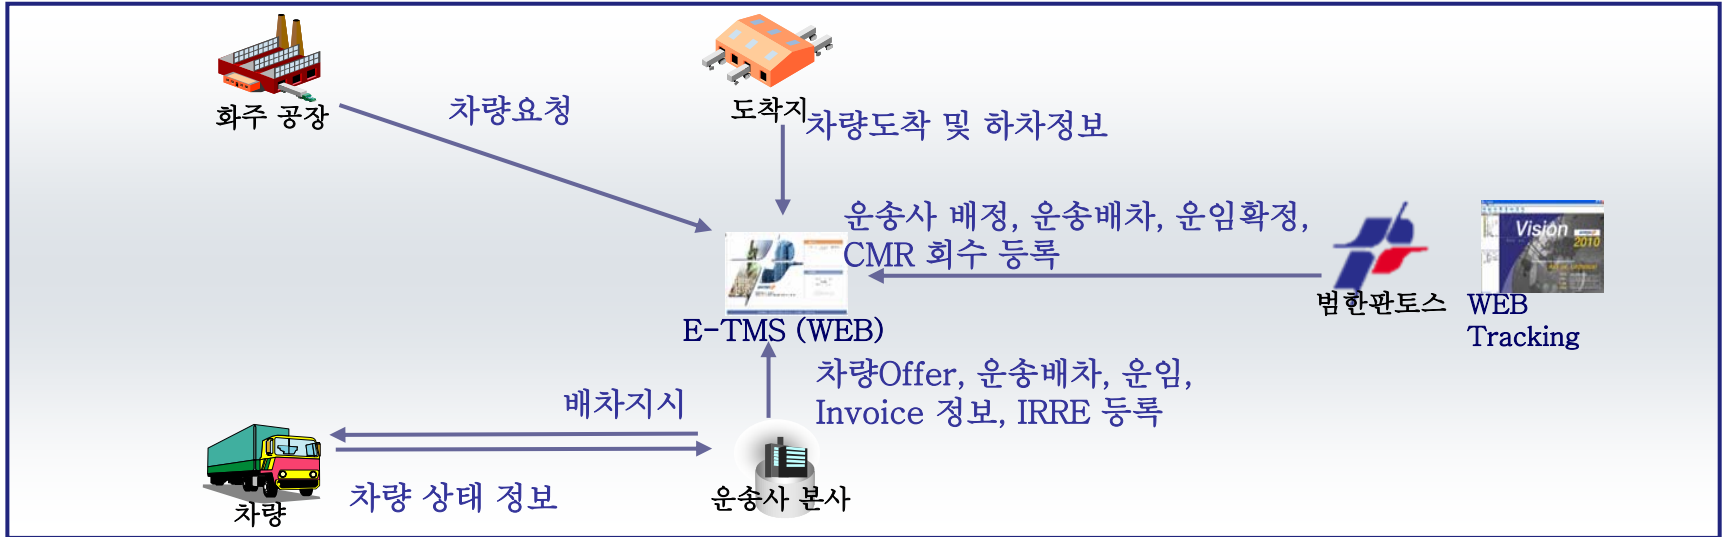 화주 공장
차량요청
도착지
차량도착 및 하차정보
운송사 배정, 운송배차, 운임확정,
CMR 회수 등록
Vision
2010
범한판토스
WEB
Tracking
E-TMS (WEB)
차량Offer, 운송배차, 운임,
Invoice 정보, IRRE 등록
배차지시
차량 상태 정보
차량
운송사 본사